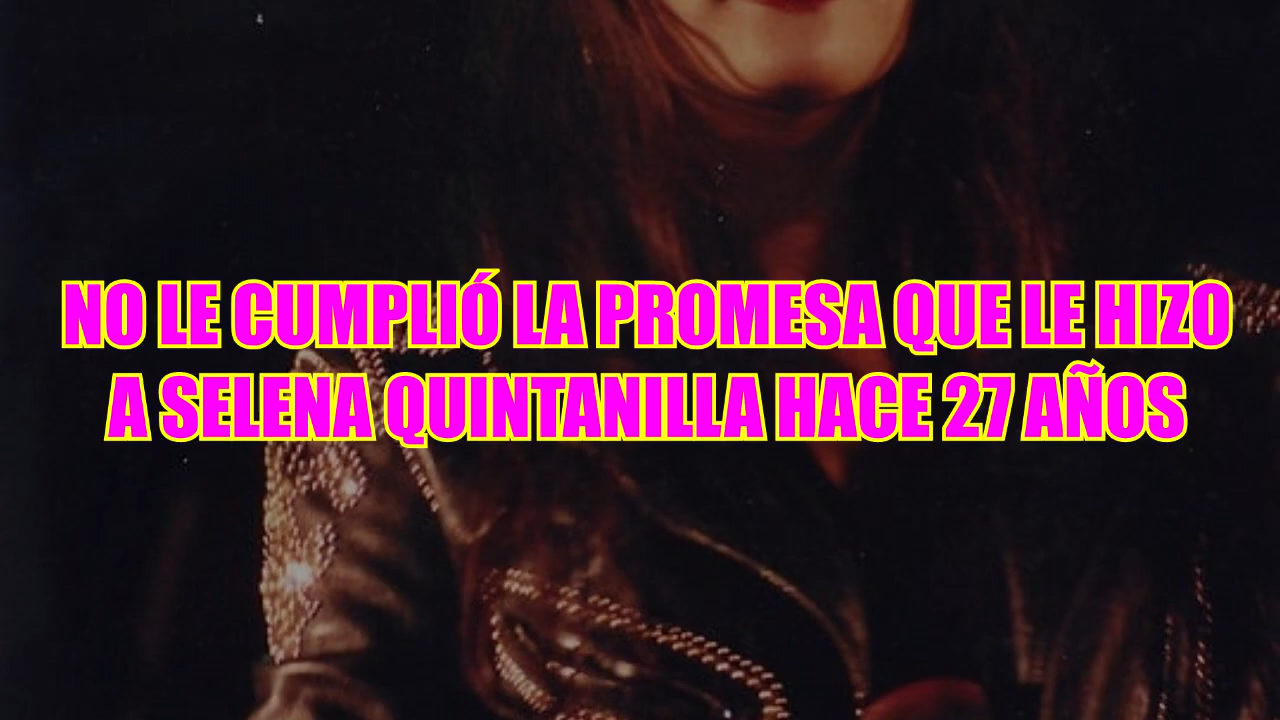 NO LE CUMPLIÓ LA PROMESA QUE LE HIZO
A SELENA QUINTANILLA HACE 27 AÑOS